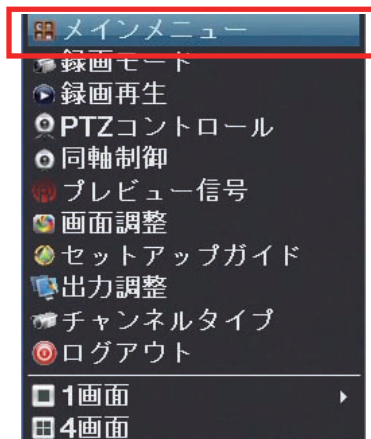 メインメニュー
録画モード
録画再生
PTZコントロール
同軸制御
プレビュー信号
画面調整
セットアップガイド
出力調整
チャンネルタイプ
ログアウト
1画面
4画面